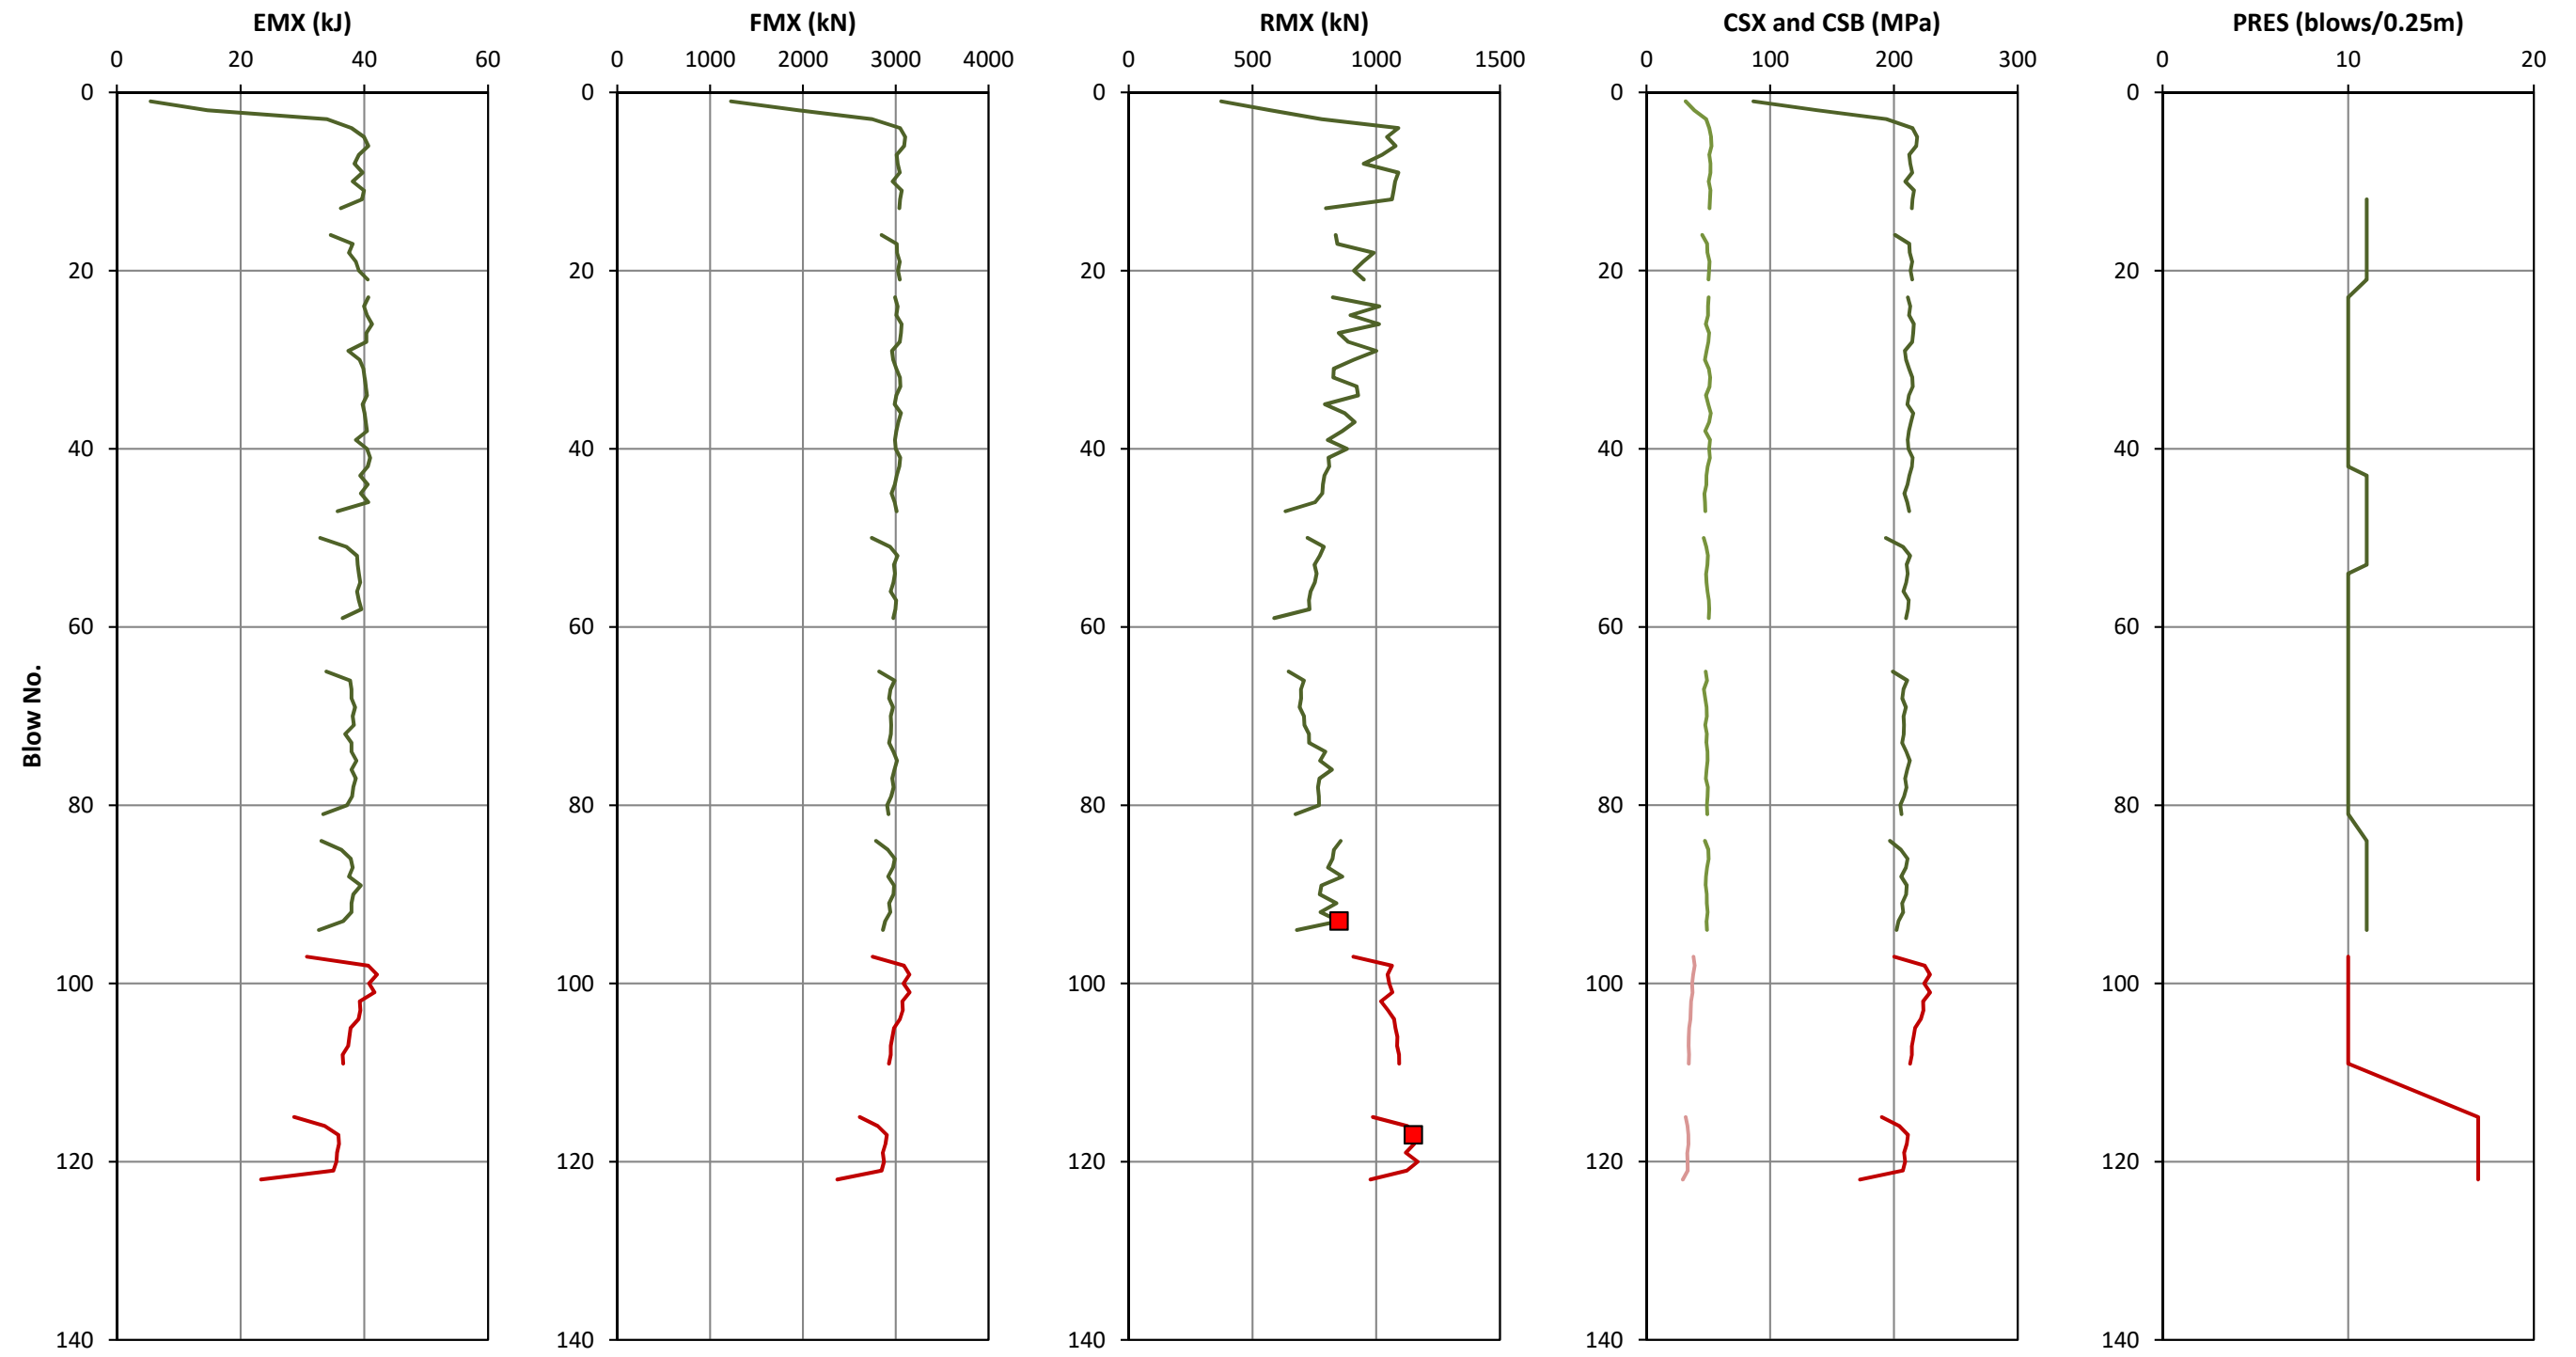 EMX (kJ)
FMX (kN)
RMX (kN)
CSX and CSB (MPa)
PRES (blows/0.25m)
0 20 40 60
0 1000 2000 3000 4000
0 500 1000 1500
0 100 200 300
0 10 20
0 0 0 0 0
20 20 20 20 20
40 40 40 40 40
60 60 60 60 60
Blow No.
80 80 80 80 80
100 100 100 100 100
120 120 120 120 120
140 140 140 140 140